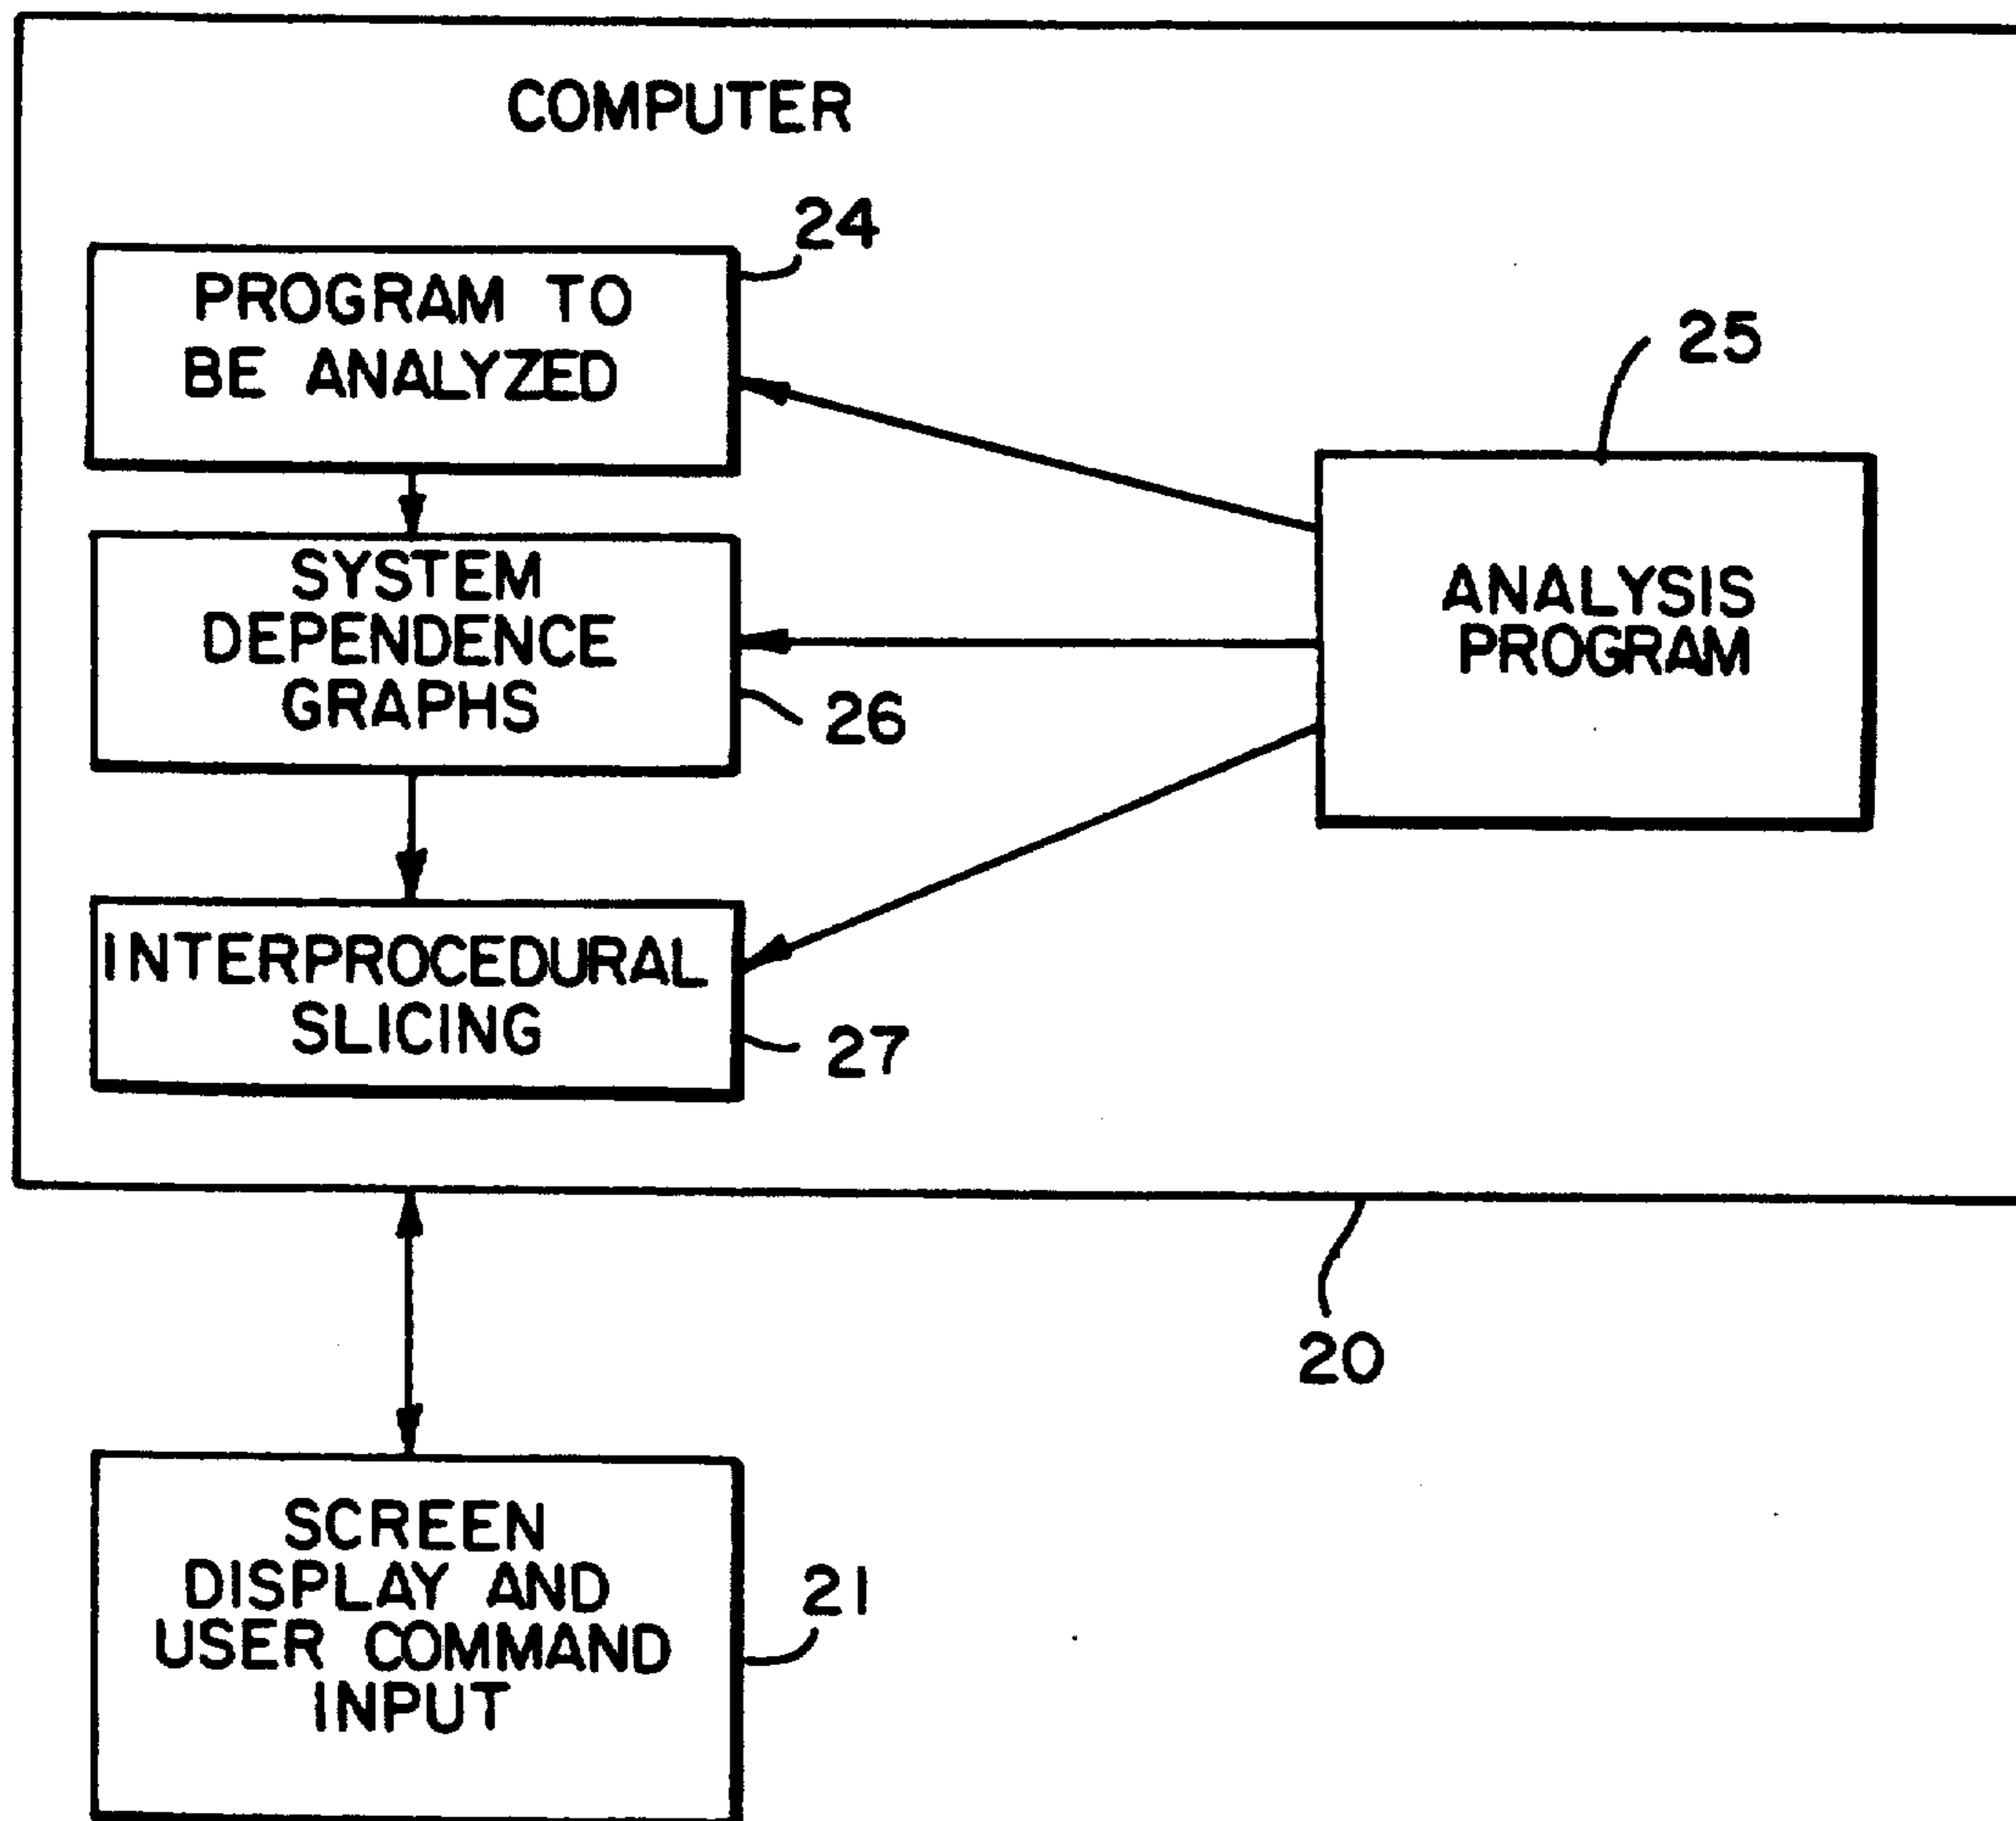 COMPUTER
24
PROGRAM TO
BE ANALYZED
25
SYSTEM
DEPENDENCE
GRAPHS
26
ANALYSIS
PROGRAM
INTERPROCEDURAL
SLICING
27
20
SCREEN
DISPLAY AND
USER COMMAND
INPUT
21